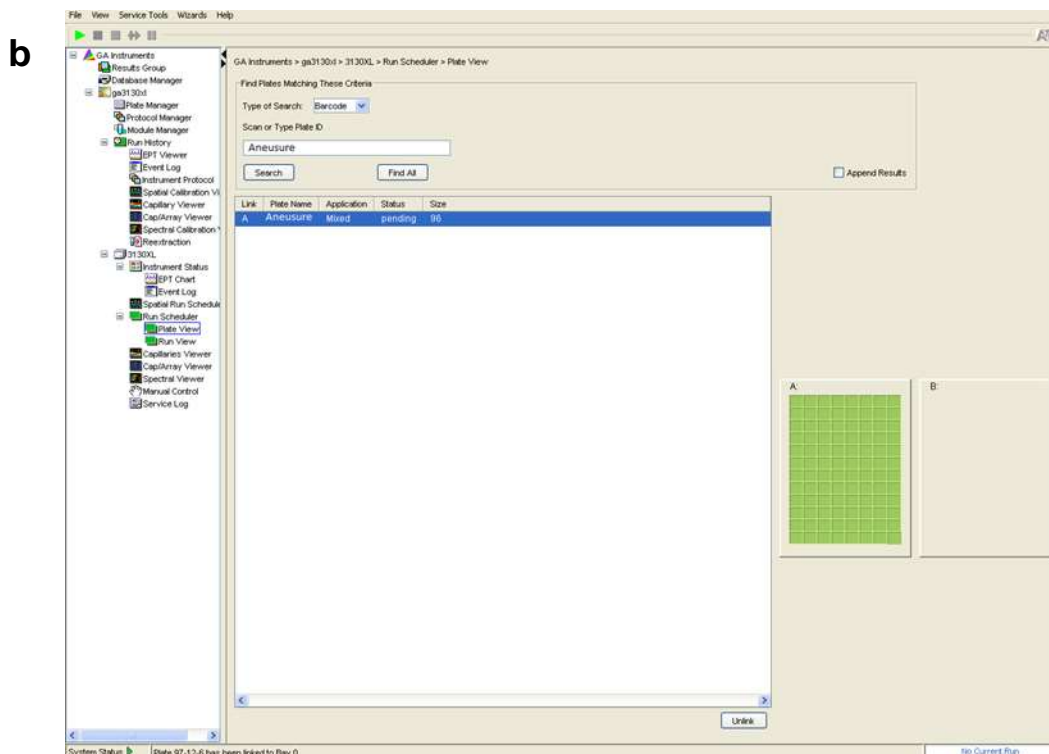 b
File View Service Tools Wizards Help
GA Instruments
Results Group
Database Manager
ga3130xl
Plate Manager
Protocol Manager
Module Manager
Run History
EPT Viewer
Event Log
Instrument Protocol
Spatial Calibration Vi
Capillary Viewer
Cap/Array Viewer
Spectral Calibration V
Reextraction
3130XL
Instrument Status
EPT Chart
Event Log
Spatial Run Schedule
Run Scheduler
Plate View
Run View
Capillaries Viewer
Cap/Array Viewer
Spectral Viewer
Manual Control
Service Log
GA Instruments > ga3130xl > 3130XL > Run Scheduler > Plate View
Find Plates Matching These Criteria
Type of Search: Barcode
Scan or Type Plate ID
Aneusure
Search Find All Append Results
Link Plate Name Application Status Size
A Aneusure Mixed pending 96
A: B:
Unlink
System Status Plate 97-12-6 has been linked to Bay 0 No Current Run